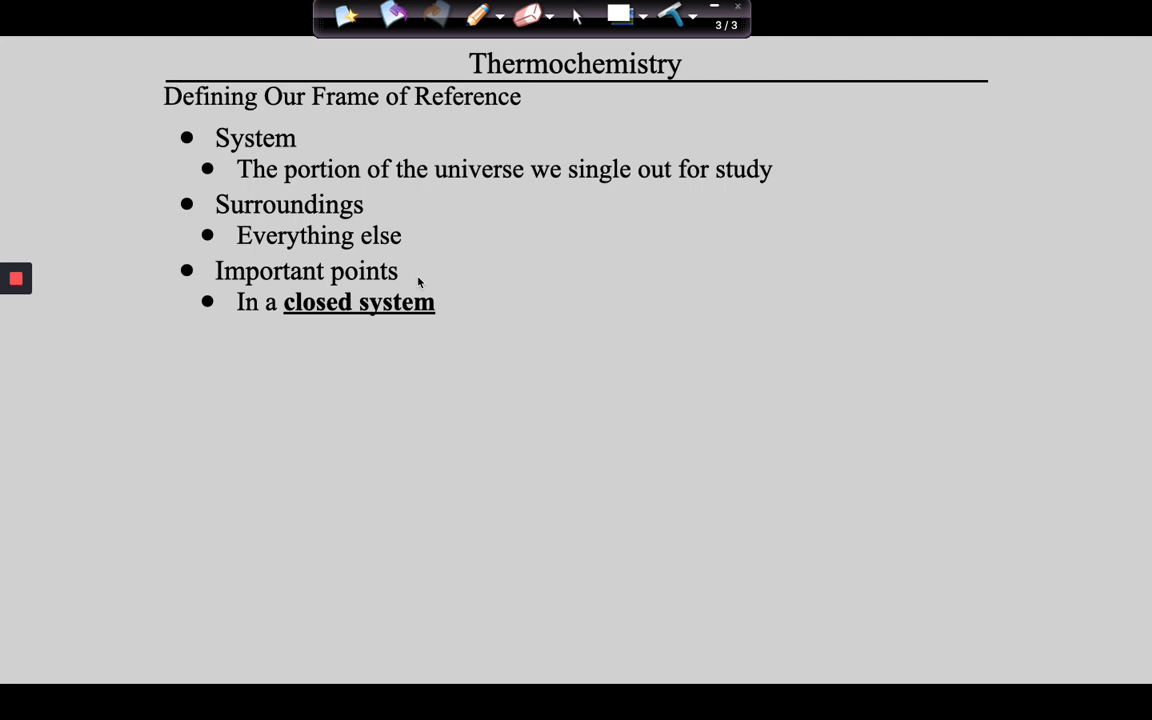 3 / 3
Thermochemistry
Defining Our Frame of Reference
System
The portion of the universe we single out for study
Surroundings
Everything else
Important points
In a closed system